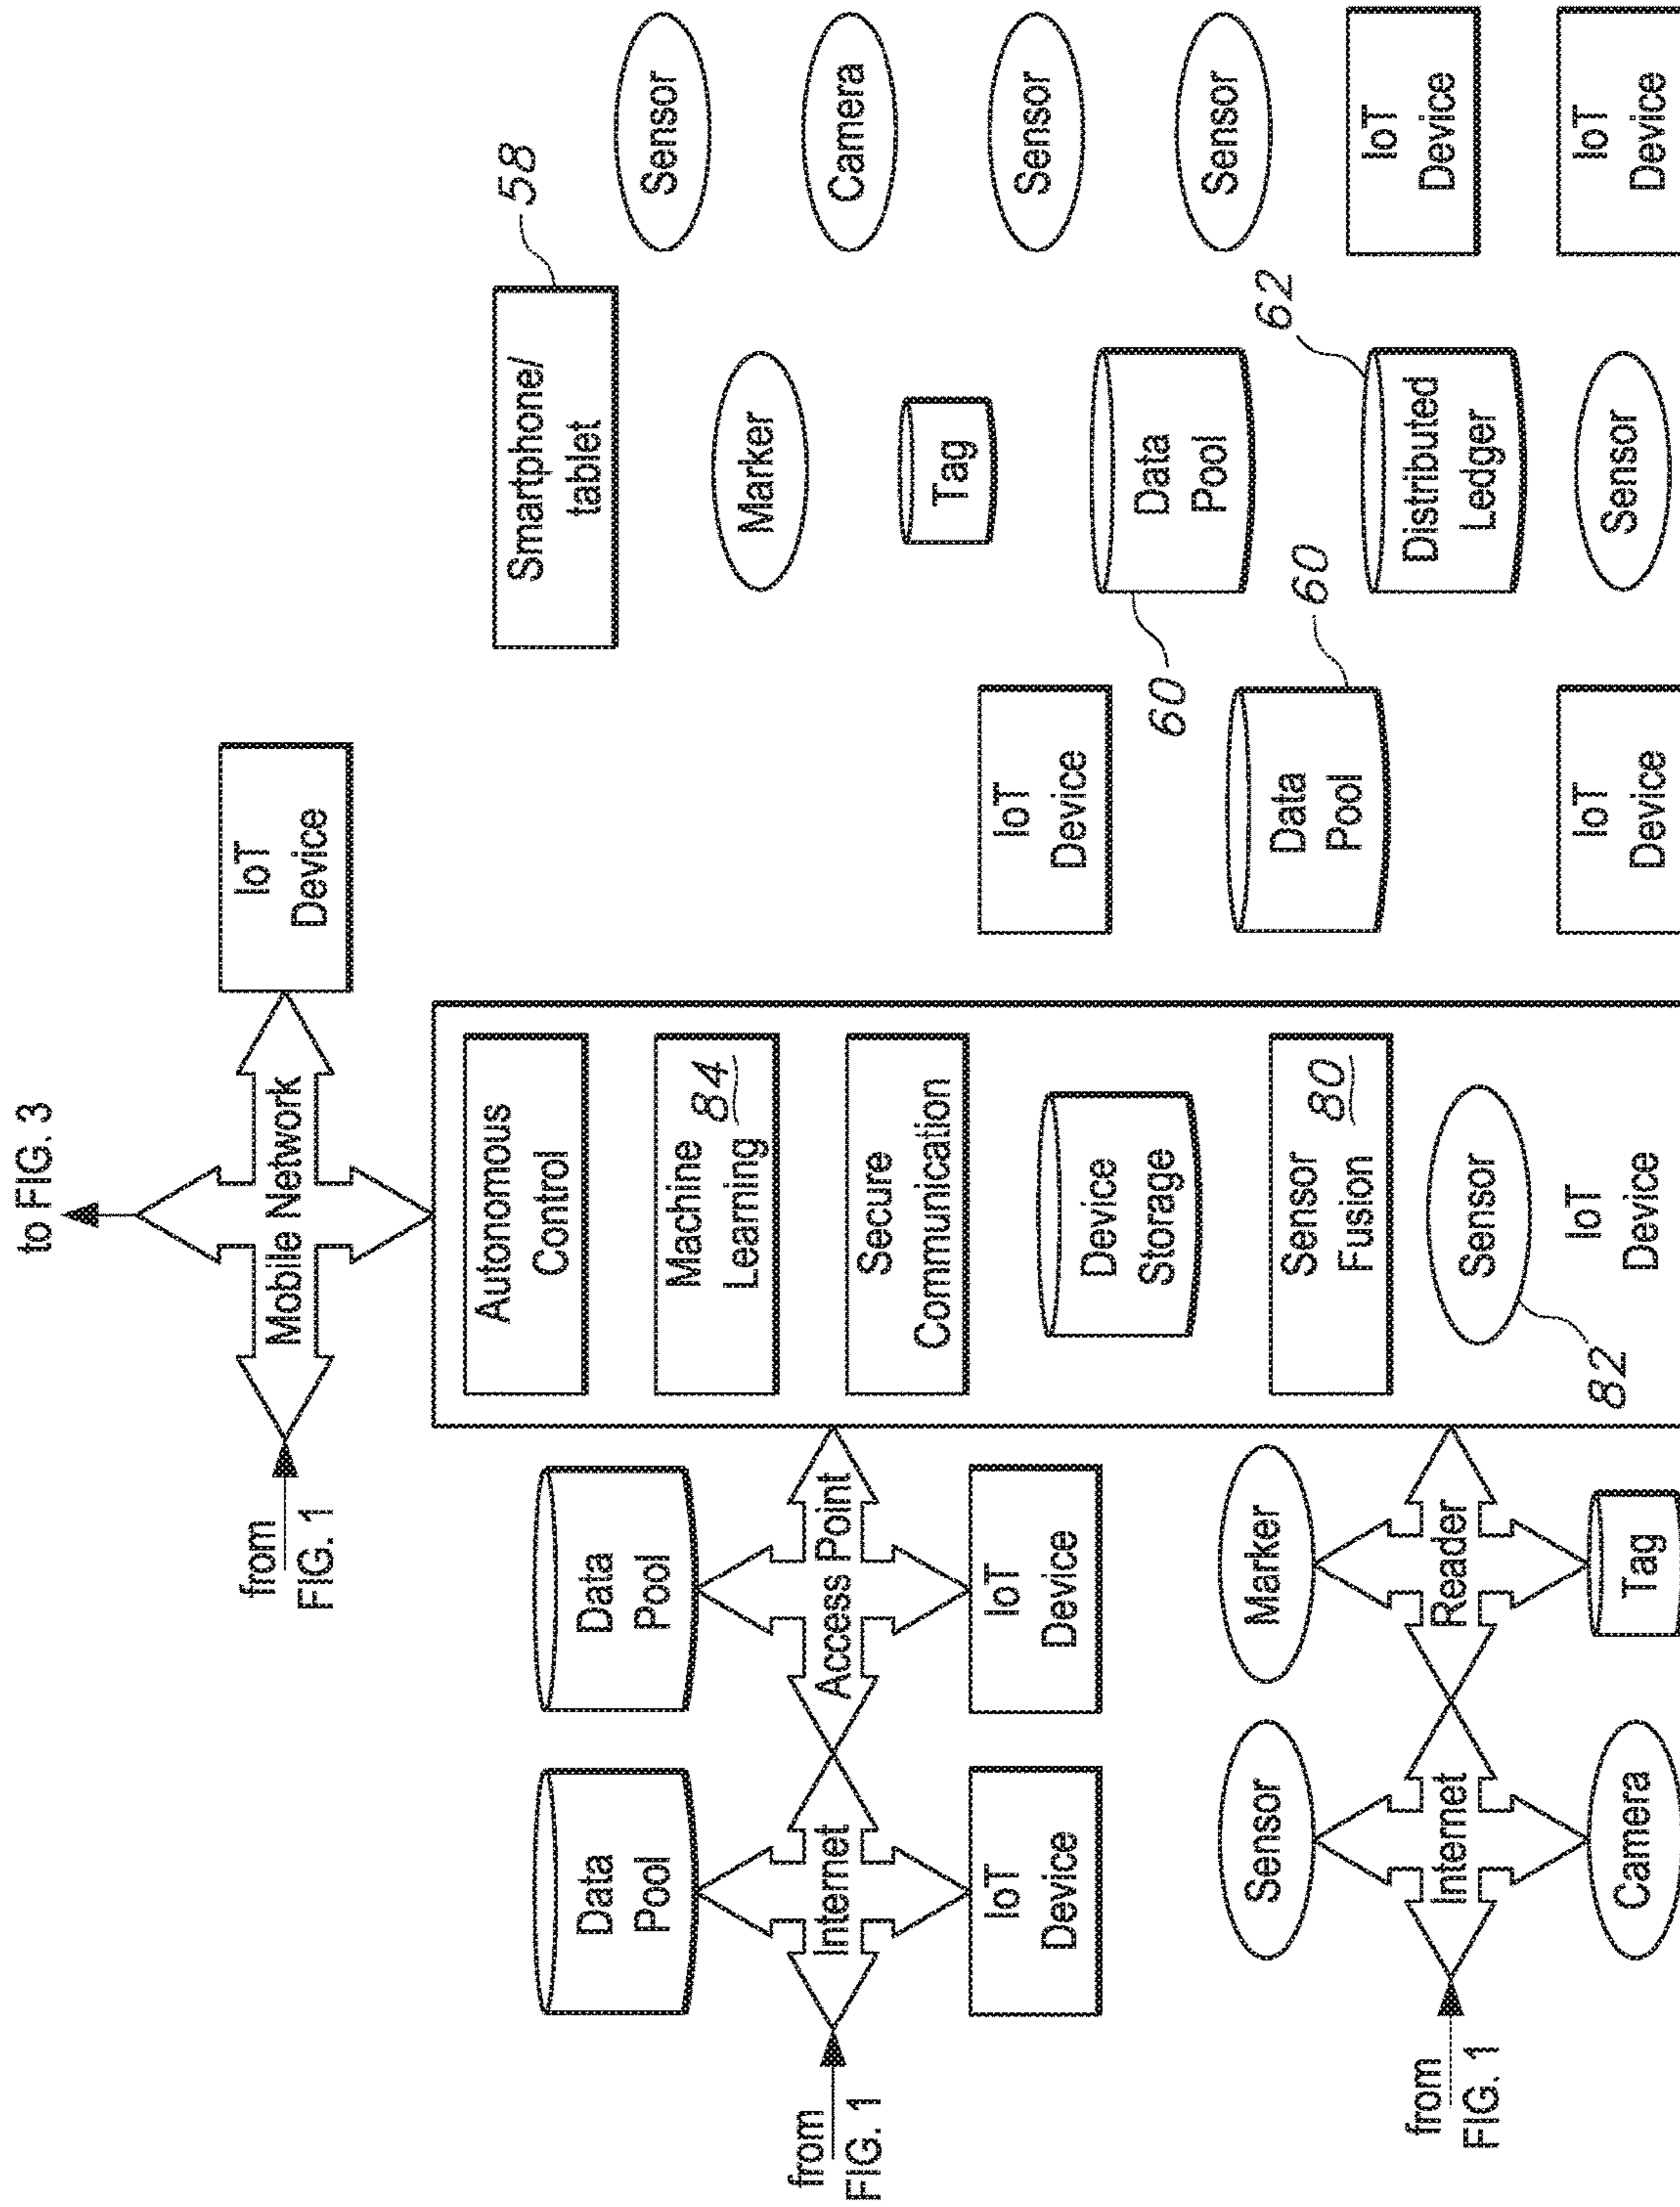 to FIG. 3
from
FIG. 1
Mobile Network
IoT
Device
from
FIG. 1
Data
Pool
Internet
IoT
Device
Data
Pool
Access Point
IoT
Device
from
FIG. 1
Sensor
Internet
Camera
Marker
Reader
Tag
Autonomous
Control
Machine
Learning
84
Secure
Communication
Device
Storage
Sensor
Fusion
80
Sensor
82
IoT
Device
IoT
Device
Data
Pool
60
IoT
Device
Smartphone/
tablet
58
Marker
Tag
Data
Pool
60
Distributed
Ledger
62
Sensor
Sensor
Camera
Sensor
Sensor
IoT
Device
IoT
Device